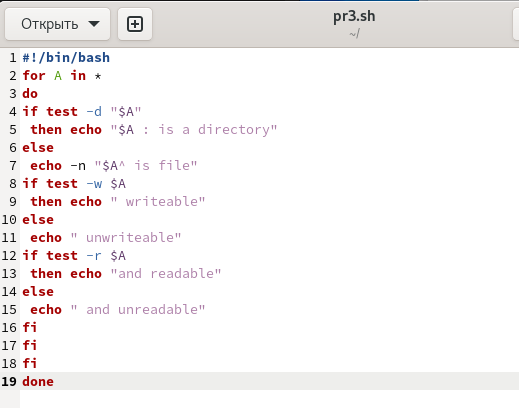 Открыть
pr3.sh
~/
1 #!/bin/bash
2 for A in *
3 do
4 if test -d "$A"
5  then echo "$A : is a directory"
6 else
7  echo -n "$A^ is file"
8 if test -w $A
9  then echo " writeable"
10 else
11  echo " unwriteable"
12 if test -r $A
13  then echo "and readable"
14 else
15  echo " and unreadable"
16 fi
17 fi
18 fi
19 done